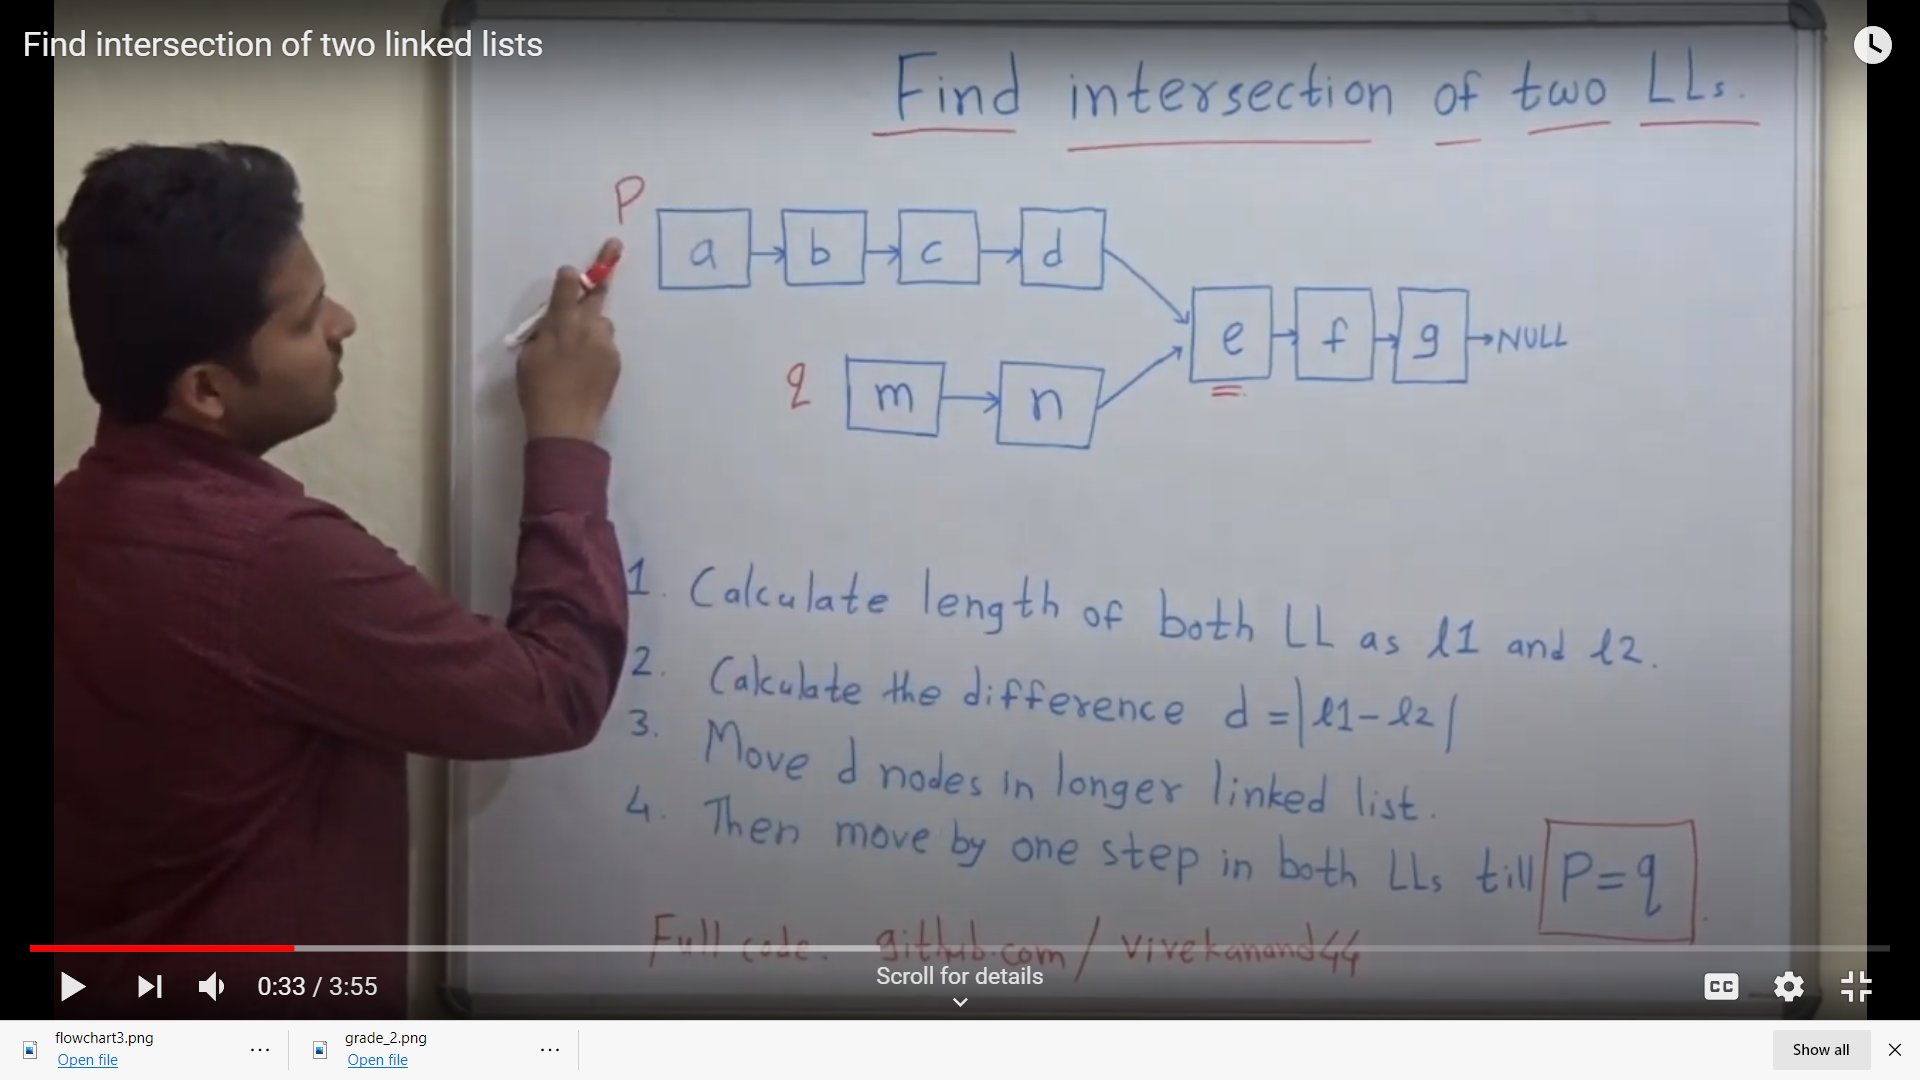 Find intersection of two linked lists
Find intersection of two LLs.
P
a b c d
e f g NULL
q m n
1. Calculate length of both LL as l1 and l2.
2. Calculate the difference d = |l1-l2|
3. Move d nodes in longer linked list.
4. Then move by one step in both LLs till P=q
Full code. github.com/vivekanand44
Scroll for details
0:33 / 3:55
CC
flowchart3.png
Open file
grade_2.png
Open file
Show all